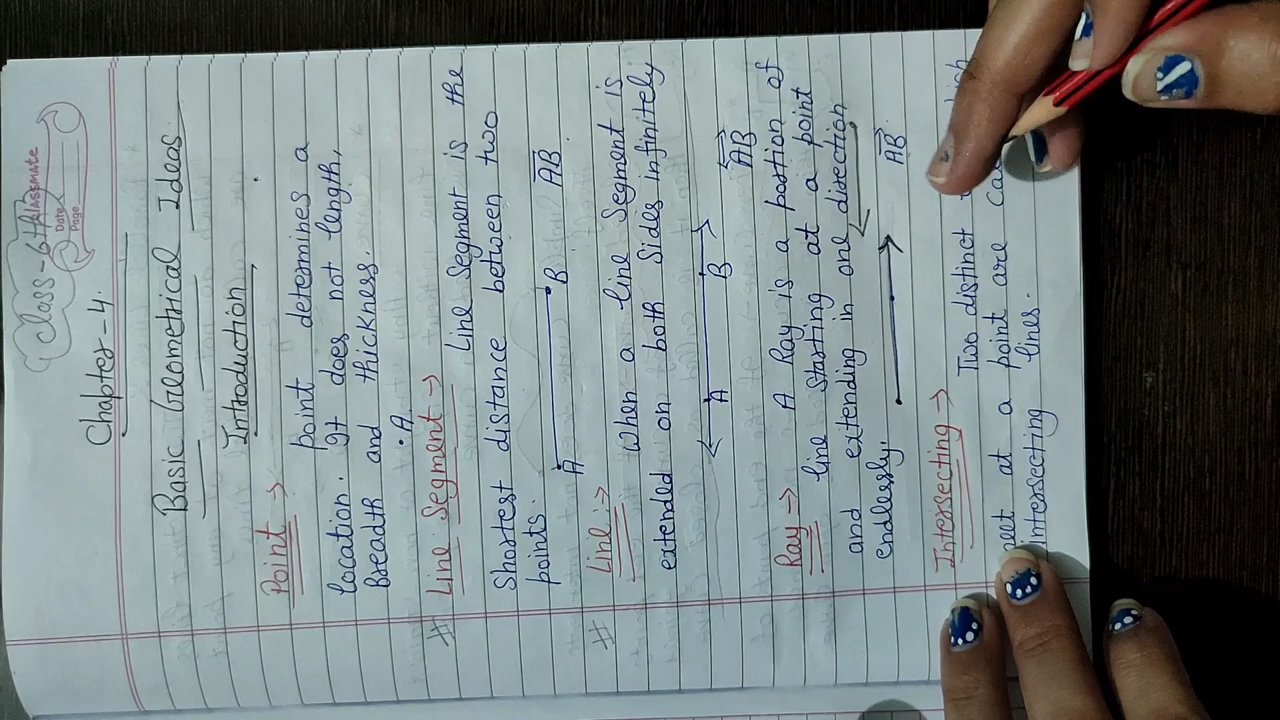 Class - 6th
CLASSMATE
Date
Page
Chapter - 4.
Basic Geometrical Ideas.
Introduction
Point → point determines a
location. It does not length,
Breadth and thickness.
. A
# Line Segment → Line Segment is the
shortest distance between two
points.
A B AB
# Line → When a line Segment is
extended on both sides infinitely
A B AB
Ray → A Ray is a portion of
line starting at a point
and extending in one direction
endlessly.
AB
Intersecting → Two distinct
meet at a point are
intersecting lines.